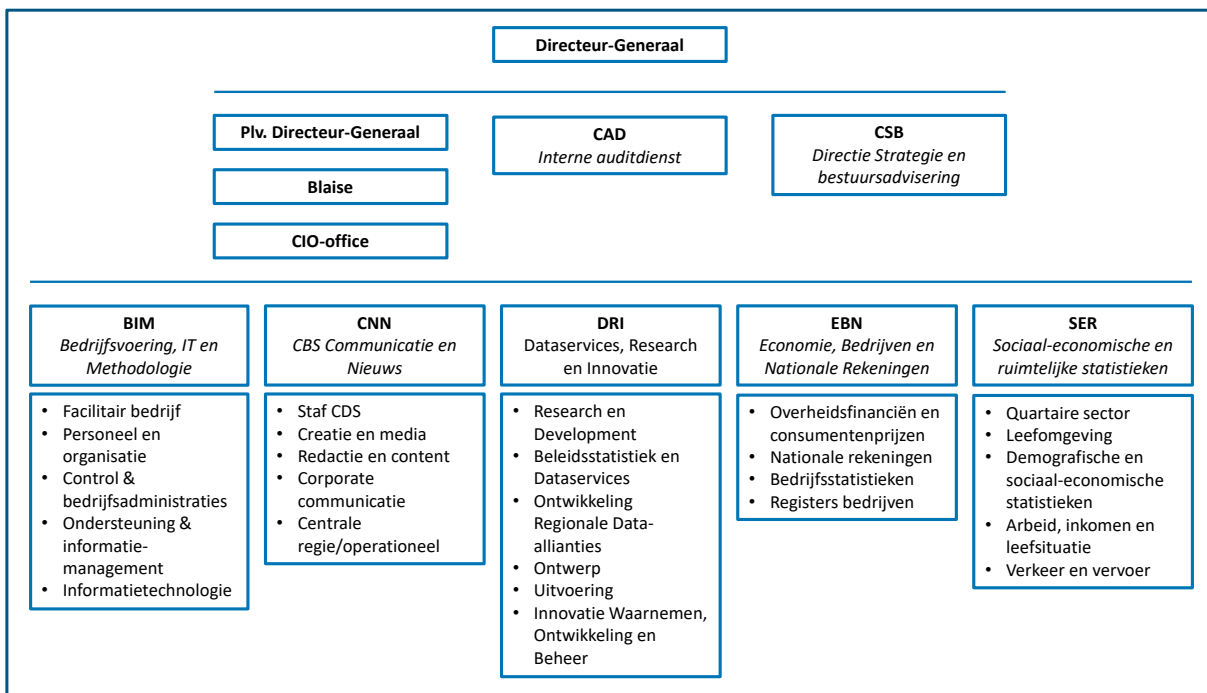 Directeur-Generaal
Plv. Directeur-Generaal
Blaise
CIO-office
CAD
Interne auditdienst
CSB
Directie Strategie en
bestuursadvisering
BIM
Bedrijfsvoering, IT en
Methodologie
• Facilitair bedrijf
• Personeel en
organisatie
• Control &
bedrijfsadministraties
• Ondersteuning &
informatie-
management
• Informatietechnologie
CNN
CBS Communicatie en
Nieuws
• Staf CDS
• Creatie en media
• Redactie en content
• Corporate
communicatie
• Centrale
regie/operationeel
DRI
Dataservices, Research
en Innovatie
• Research en
Development
• Beleidsstatistiek en
Dataservices
• Ontwikkeling
Regionale Data-
allianties
• Ontwerp
• Uitvoering
• Innovatie Waarnemen,
Ontwikkeling en
Beheer
EBN
Economie, Bedrijven en
Nationale Rekeningen
• Overheidsfinanciën en
consumentenprijzen
• Nationale rekeningen
• Bedrijfsstatistieken
• Registers bedrijven
SER
Sociaal-economische en
ruimtelijke statistieken
• Quartaire sector
• Leefomgeving
• Demografische en
sociaal-economische
statistieken
• Arbeid, inkomen en
leefsituatie
• Verkeer en vervoer